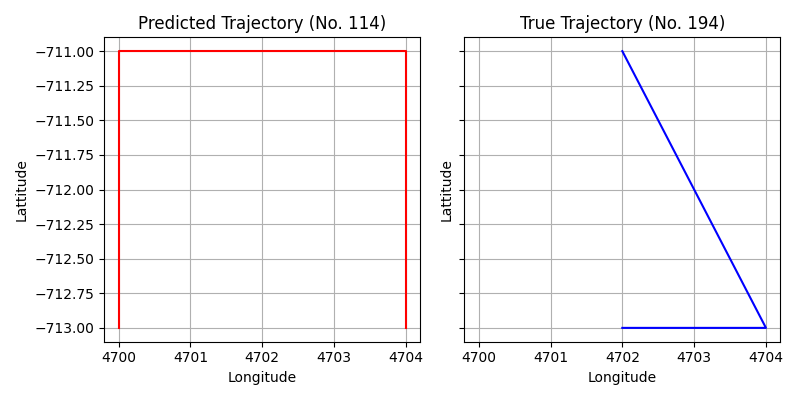 Predicted Trajectory (No. 114)
True Trajectory (No. 194)
Lattitude
−711.00
−711.25
−711.50
−711.75
−712.00
−712.25
−712.50
−712.75
−713.00
4700 4701 4702 4703 4704
Longitude
Lattitude
4700 4701 4702 4703 4704
Longitude